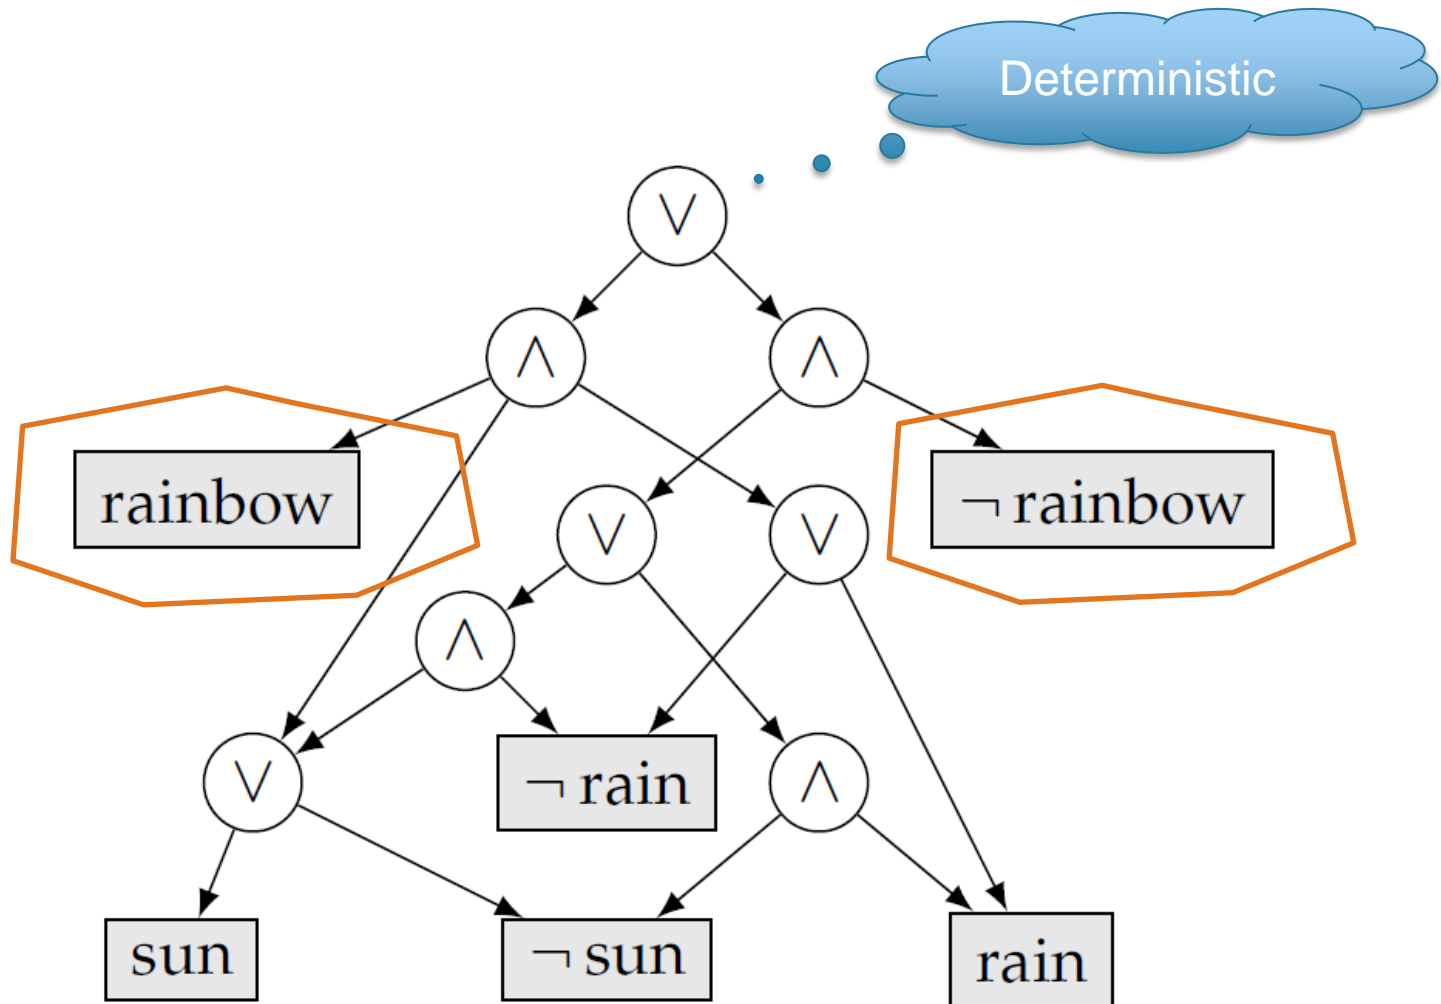 Deterministic
∨
∧
∧
rainbow
∨
∨
¬ rainbow
∧
∨
¬ rain
∧
sun
¬ sun
rain